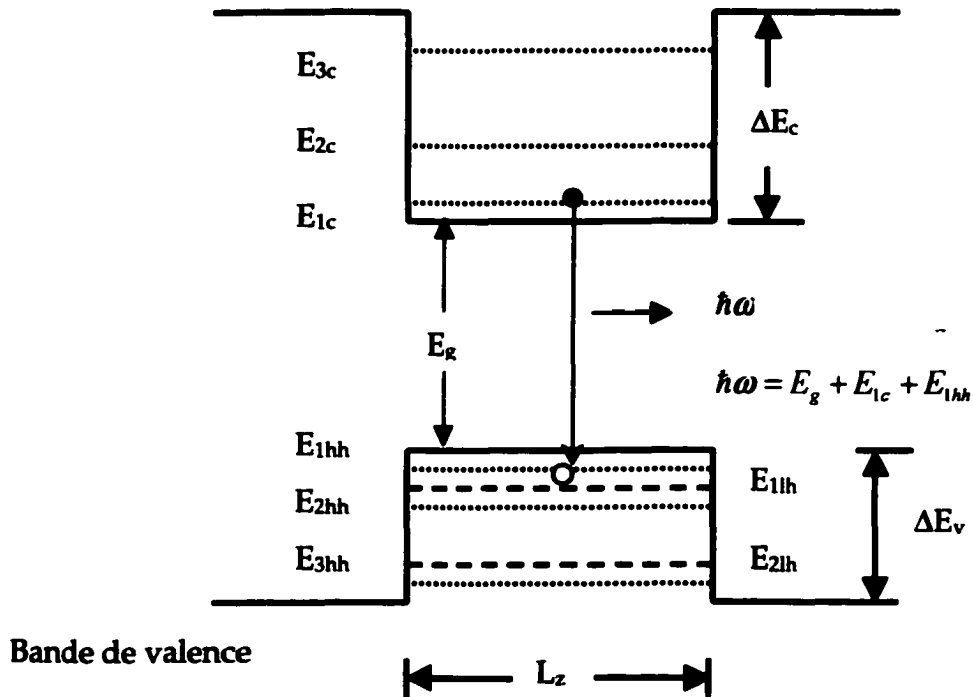 E3c
ΔEc
E2c
E1c
ħω
Eg
ħω = Eg + E1c + E1hh
E1hh
E1lh
E2hh
ΔEv
E3hh
E2lh
Bande de valence
Lz